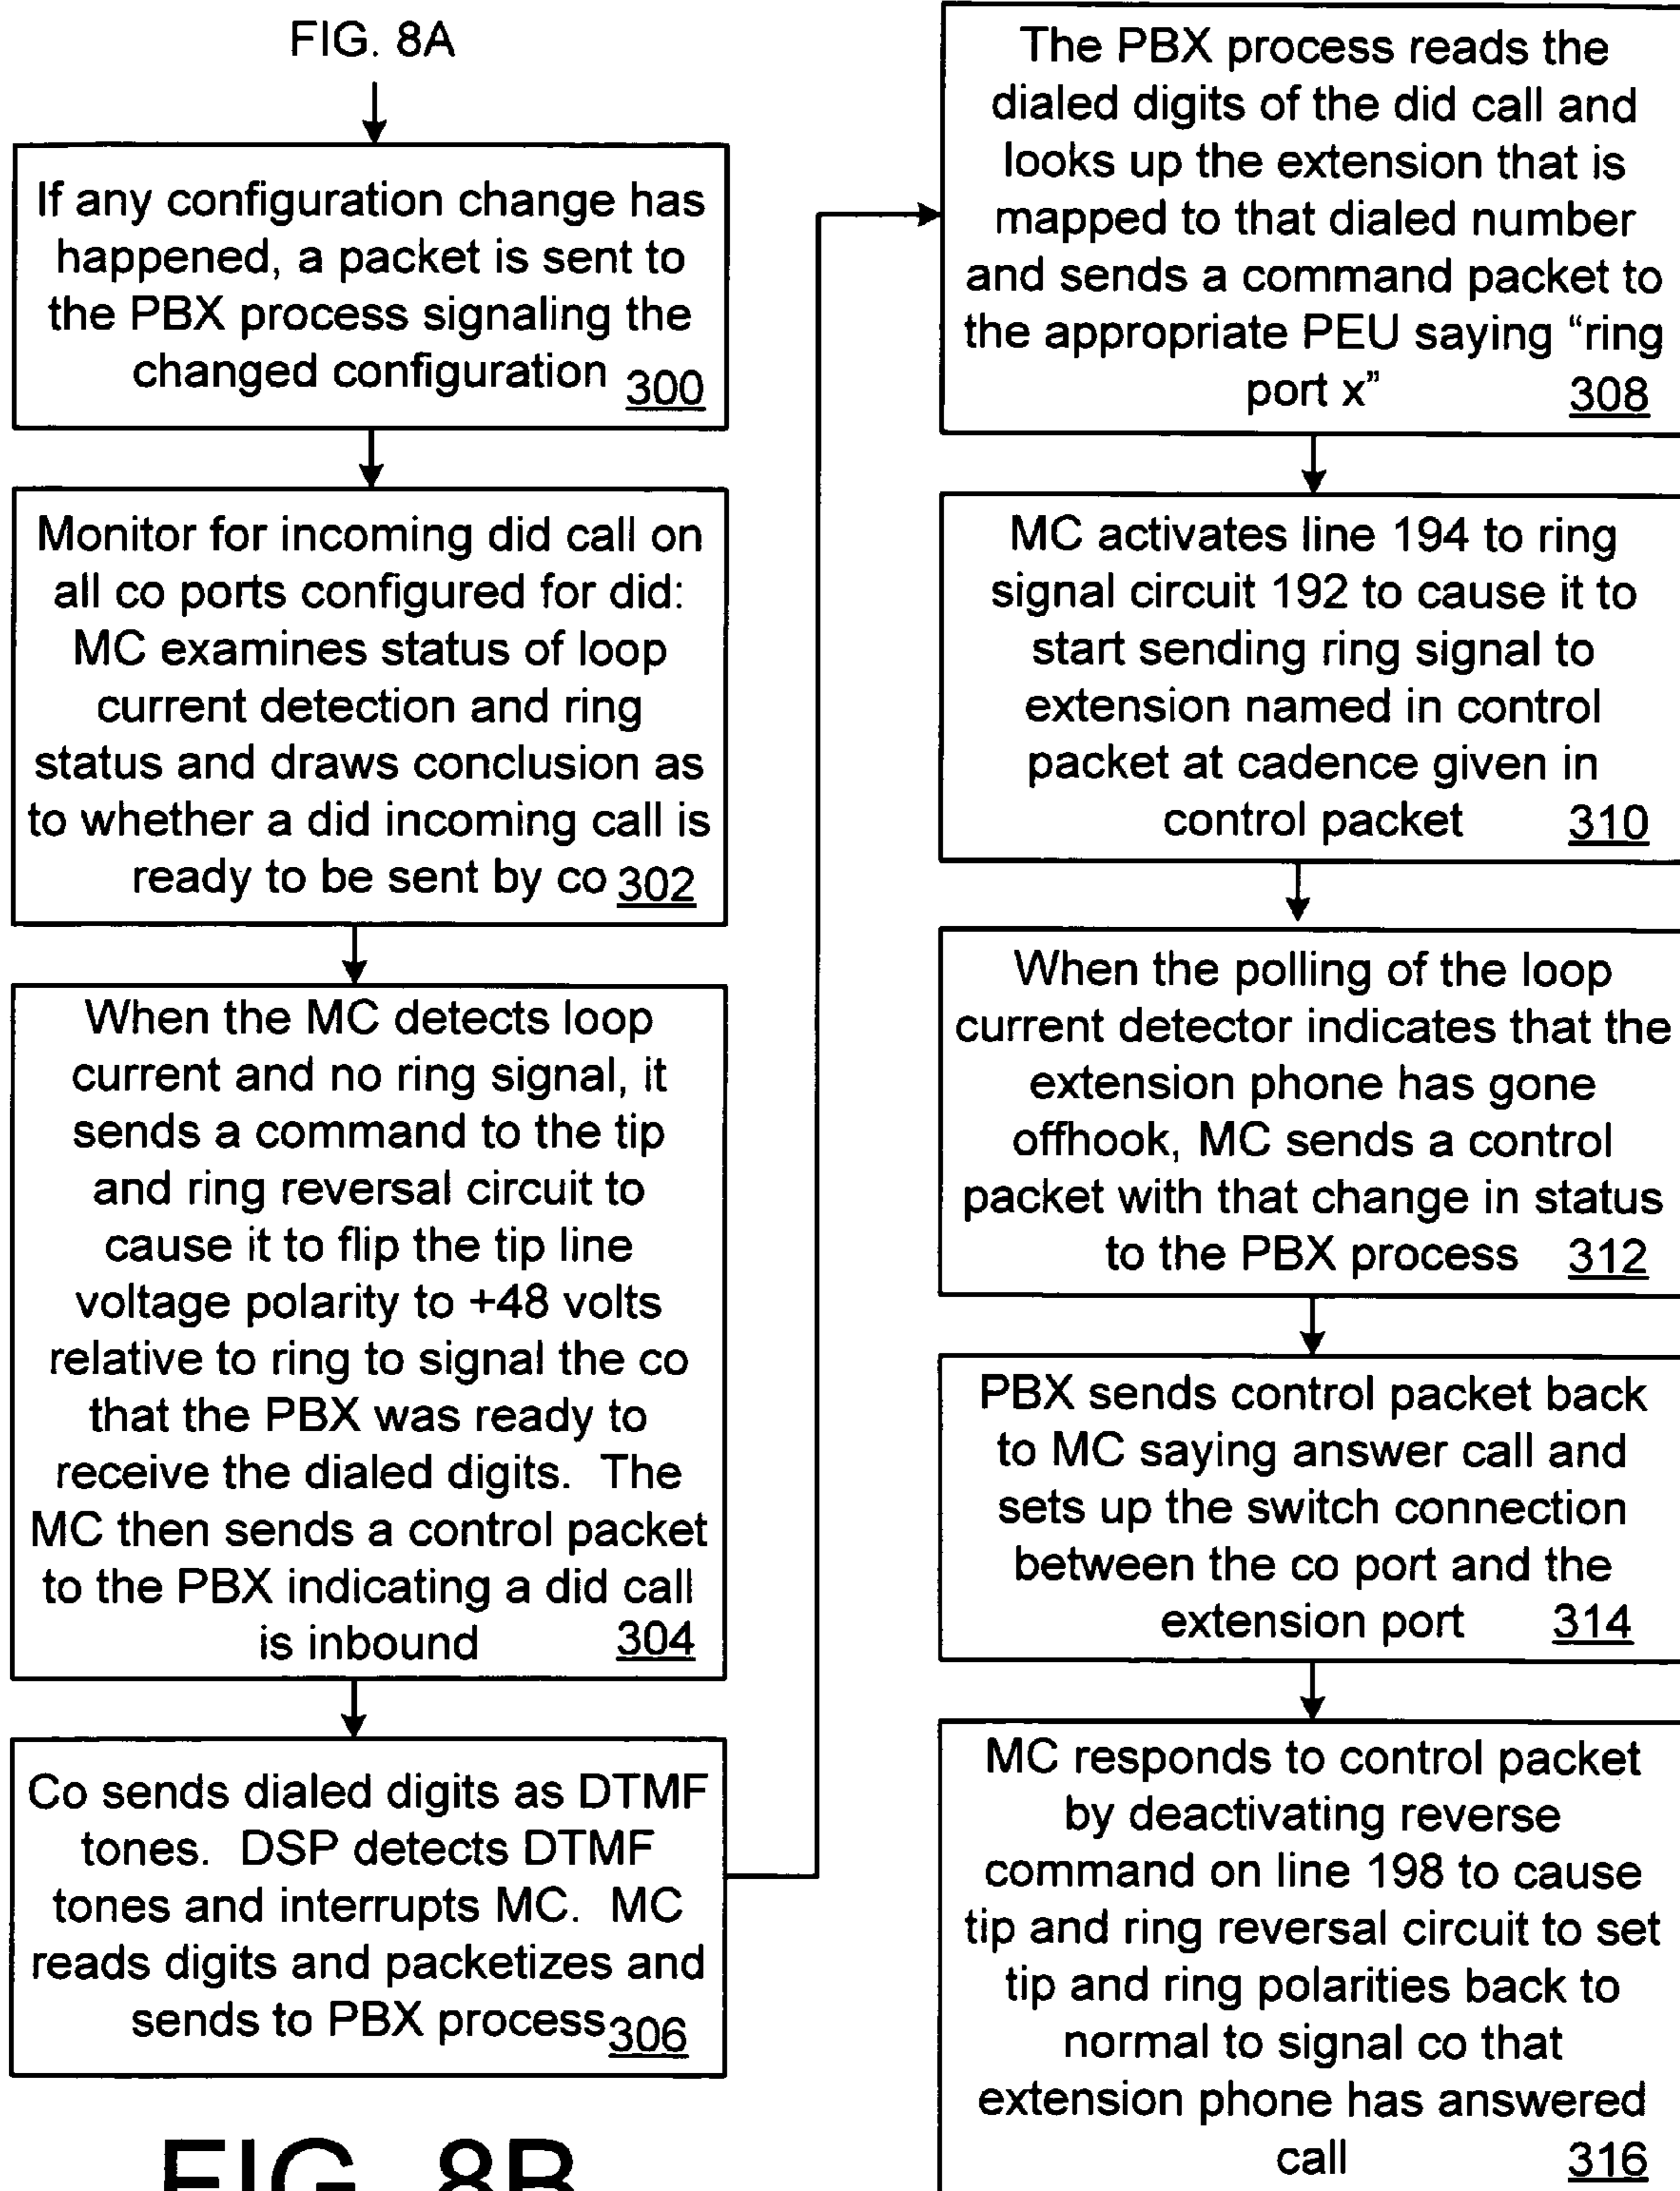 FIG. 8A
If any configuration change has
happened, a packet is sent to
the PBX process signaling the
changed configuration 300
Monitor for incoming did call on
all co ports configured for did:
MC examines status of loop
current detection and ring
status and draws conclusion as
to whether a did incoming call is
ready to be sent by co 302
When the MC detects loop
current and no ring signal, it
sends a command to the tip
and ring reversal circuit to
cause it to flip the tip line
voltage polarity to +48 volts
relative to ring to signal the co
that the PBX was ready to
receive the dialed digits. The
MC then sends a control packet
to the PBX indicating a did call
is inbound 304
Co sends dialed digits as DTMF
tones. DSP detects DTMF
tones and interrupts MC. MC
reads digits and packetizes and
sends to PBX process 306
The PBX process reads the
dialed digits of the did call and
looks up the extension that is
mapped to that dialed number
and sends a command packet to
the appropriate PEU saying “ring
port x” 308
MC activates line 194 to ring
signal circuit 192 to cause it to
start sending ring signal to
extension named in control
packet at cadence given in
control packet 310
When the polling of the loop
current detector indicates that the
extension phone has gone
offhook, MC sends a control
packet with that change in status
to the PBX process 312
PBX sends control packet back
to MC saying answer call and
sets up the switch connection
between the co port and the
extension port 314
MC responds to control packet
by deactivating reverse
command on line 198 to cause
tip and ring reversal circuit to set
tip and ring polarities back to
normal to signal co that
extension phone has answered
call 316
FIG. 8B